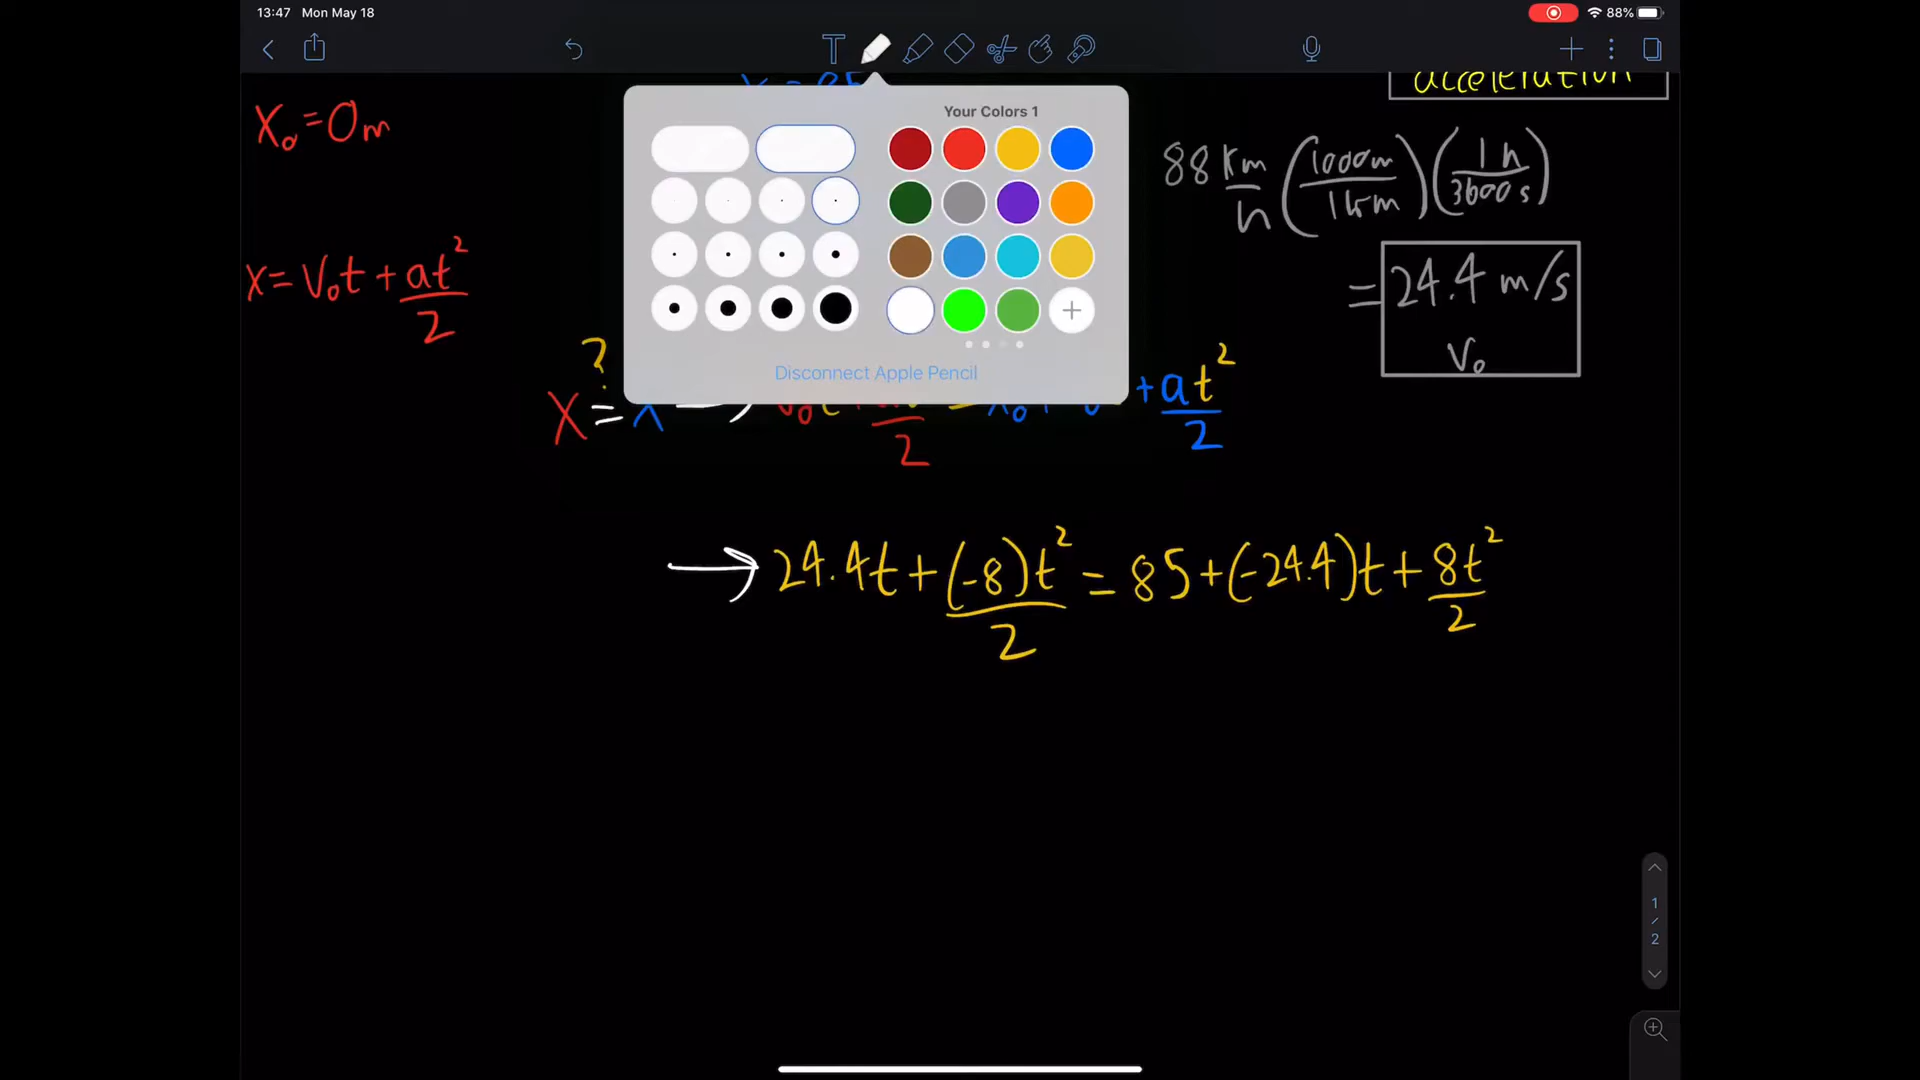 13:47 Mon May 18
88%
T
acceleration
Your Colors 1
X₀ = 0m
88 km/h (1000m/1km) (1h/3600s)
= 24.4 m/s
V₀
x = V₀t + at²/2
Disconnect Apple Pencil
?
X = X
2
+ at²/2
→ 24.4t + (-8)t²/2 = 85 + (-24.4)t + 8t²/2
1
/
2